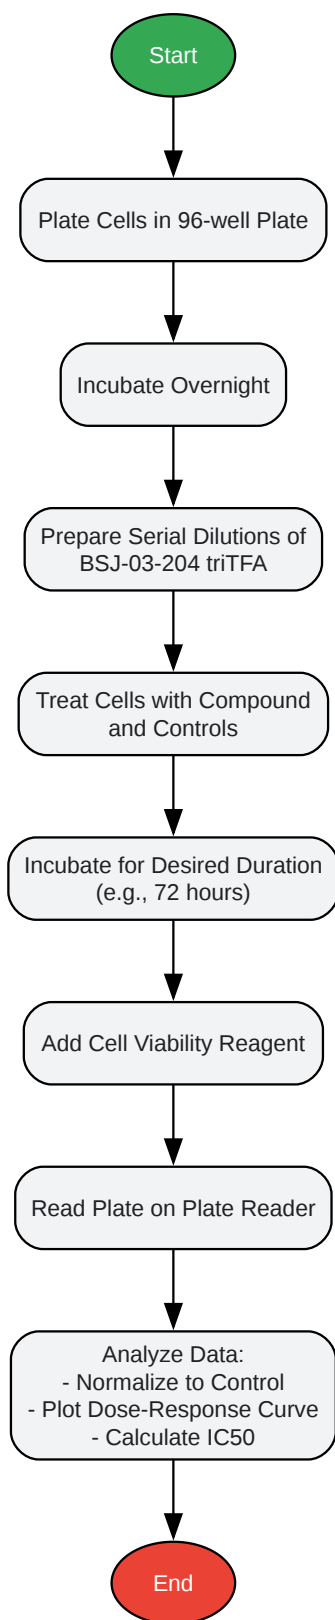 Start
Plate Cells in 96-well Plate
Incubate Overnight
Prepare Serial Dilutions of
BSJ-03-204 triTFA
Treat Cells with Compound
and Controls
Incubate for Desired Duration
(e.g., 72 hours)
Add Cell Viability Reagent
Read Plate on Plate Reader
Analyze Data:
- Normalize to Control
- Plot Dose-Response Curve
- Calculate IC50
End